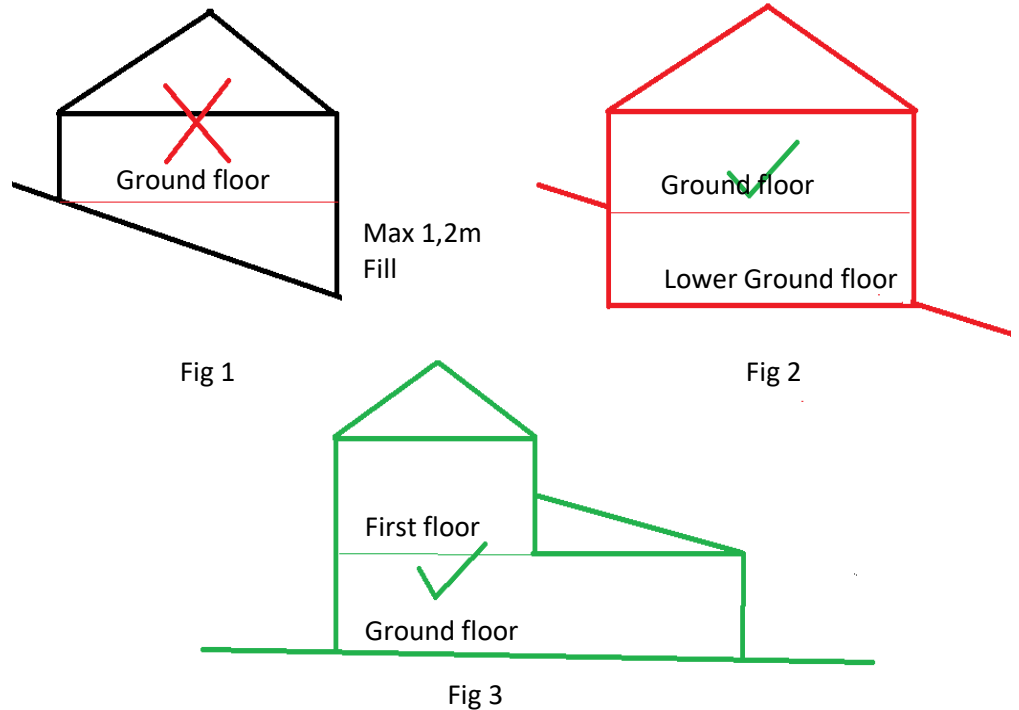 Ground floor
Max 1,2m
Fill
Fig 1
Ground floor
Lower Ground floor
Fig 2
First floor
Ground floor
Fig 3